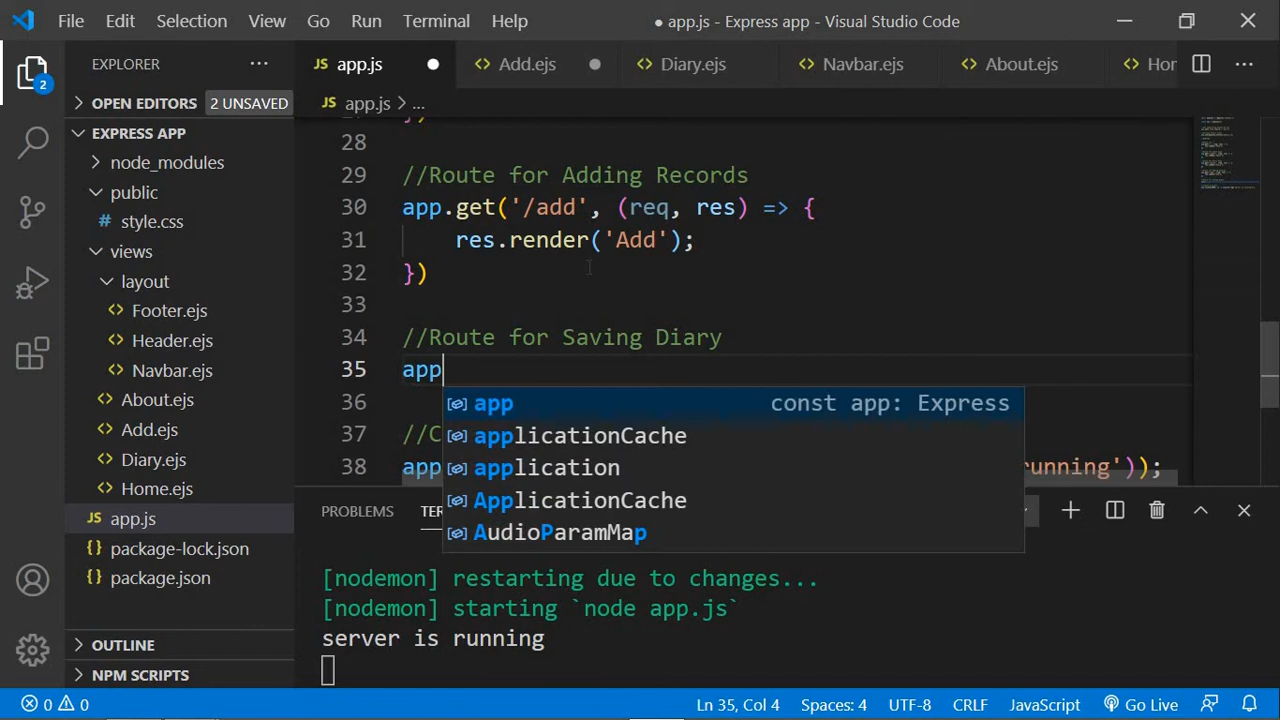 File Edit Selection View Go Run Terminal Help ● app.js - Express app - Visual Studio Code
EXPLORER ... JS app.js ● <> Add.ejs ● <> Diary.ejs <> Navbar.ejs <> About.ejs <> Hor ...
2
OPEN EDITORS 2 UNSAVED
JS app.js > ...
EXPRESS APP
node_modules
public
style.css
views
layout
Footer.ejs
Header.ejs
Navbar.ejs
About.ejs
Add.ejs
Diary.ejs
Home.ejs
JS app.js
{} package-lock.json
{} package.json
OUTLINE
NPM SCRIPTS
28
29 //Route for Adding Records
30 app.get('/add', (req, res) => {
31 res.render('Add');
32 })
33
34 //Route for Saving Diary
35 app
36
37 //C
38 app running'));
app const app: Express
applicationCache
application
ApplicationCache
AudioParamMap
PROBLEMS TER
[nodemon] restarting due to changes...
[nodemon] starting `node app.js`
server is running
0 0 Ln 35, Col 4 Spaces: 4 UTF-8 CRLF JavaScript Go Live